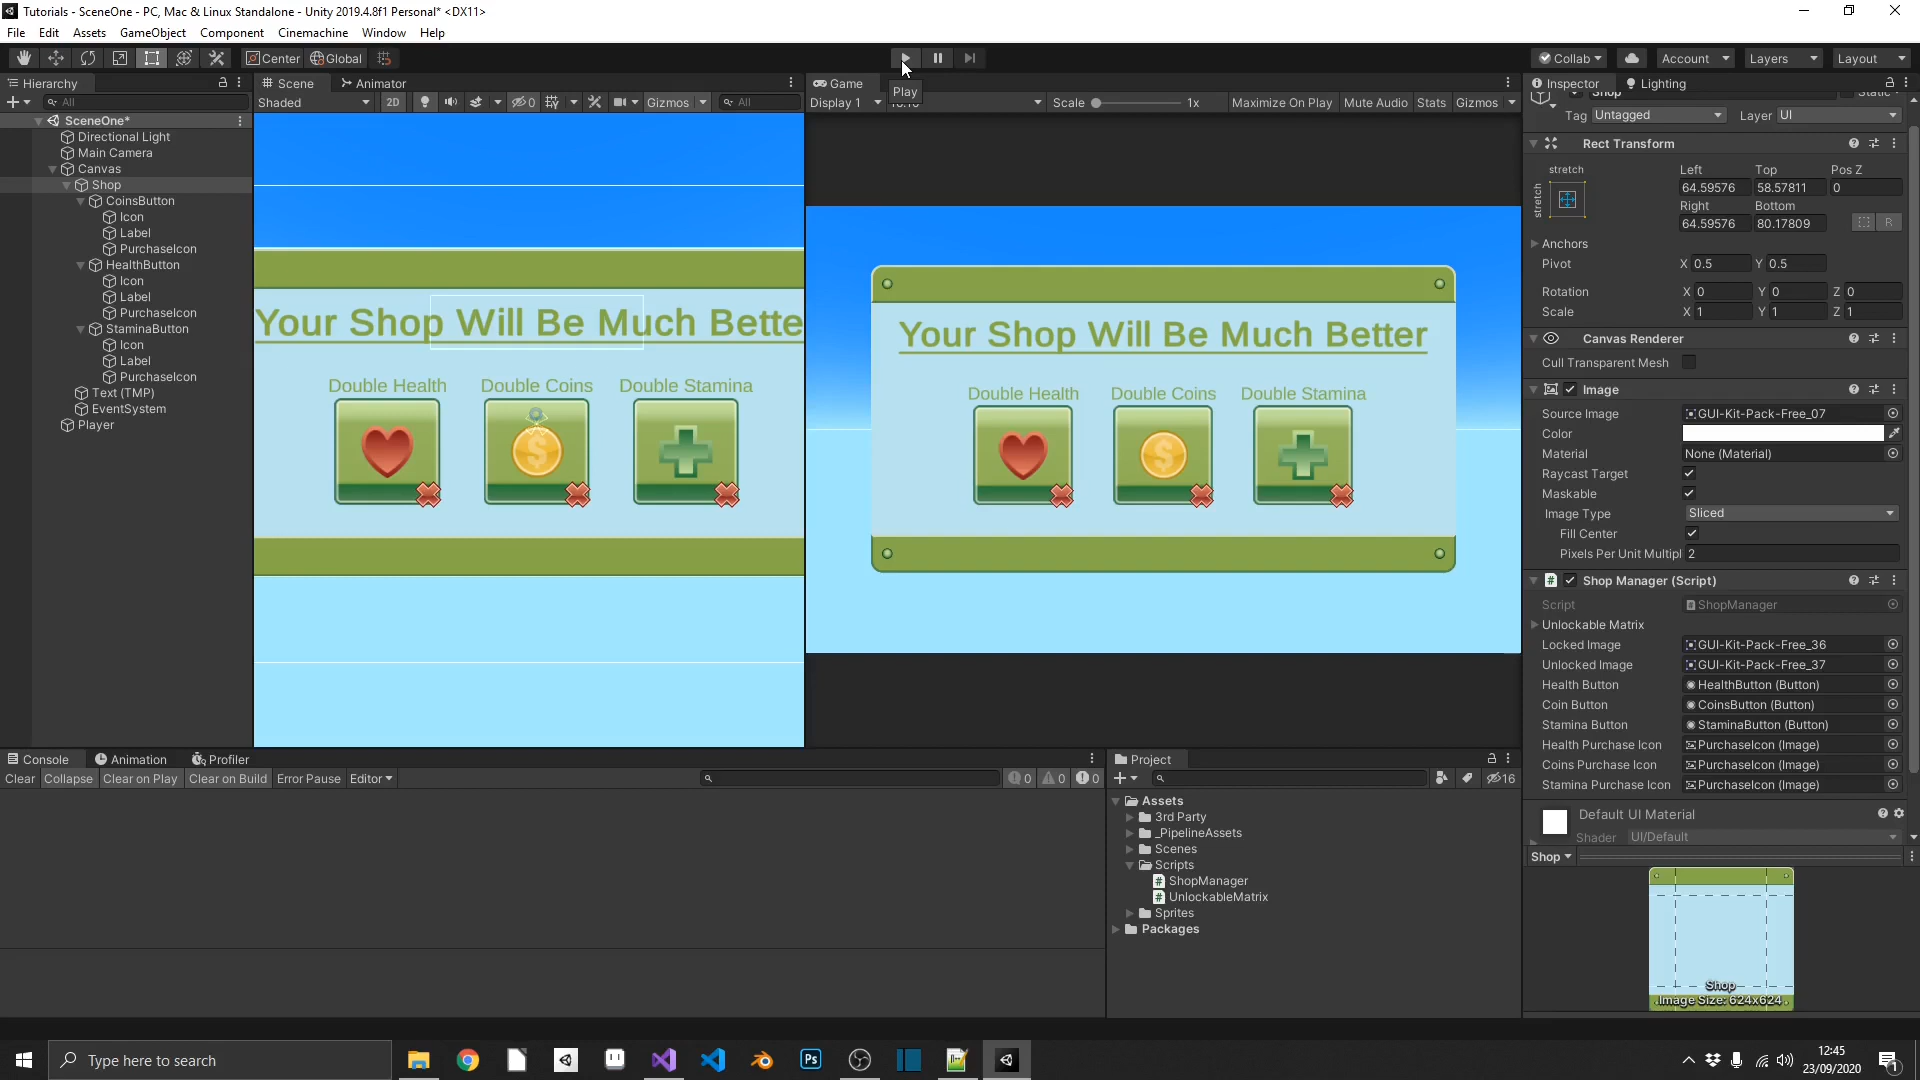 Tutorials - SceneOne - PC, Mac & Linux Standalone - Unity 2019.4.8f1 Personal* <DX11>
File Edit Assets GameObject Component Cinemachine Window Help
Center Global
Collab Account Layers Layout
Hierarchy
All
SceneOne*
Directional Light
Main Camera
Canvas
Shop
CoinsButton
Icon
Label
PurchaseIcon
HealthButton
Icon
Label
PurchaseIcon
StaminaButton
Icon
Label
PurchaseIcon
Text (TMP)
EventSystem
Player
Scene Animator
Shaded 2D 0 Gizmos All
Your Shop Will Be Much Bette
Double Health Double Coins Double Stamina
Game
Play
Display 1 Scale 1x Maximize On Play Mute Audio Stats Gizmos
Your Shop Will Be Much Better
Double Health Double Coins Double Stamina
Inspector Lighting
Tag Untagged Layer UI
Rect Transform
stretch
stretch
Left Top Pos Z
64.59576 58.57811 0
Right Bottom
64.59576 80.17809 R
Anchors
Pivot X 0.5 Y 0.5
Rotation X 0 Y 0 Z 0
Scale X 1 Y 1 Z 1
Canvas Renderer
Cull Transparent Mesh
Image
Source Image GUI-Kit-Pack-Free_07
Color
Material None (Material)
Raycast Target
Maskable
Image Type Sliced
Fill Center
Pixels Per Unit Multipl 2
Shop Manager (Script)
Script ShopManager
Unlockable Matrix
Locked Image GUI-Kit-Pack-Free_36
Unlocked Image GUI-Kit-Pack-Free_37
Health Button HealthButton (Button)
Coin Button CoinsButton (Button)
Stamina Button StaminaButton (Button)
Health Purchase Icon PurchaseIcon (Image)
Coins Purchase Icon PurchaseIcon (Image)
Stamina Purchase Icon PurchaseIcon (Image)
Default UI Material
Shader UI/Default
Shop
Shop
Image Size: 624x624
Console Animation Profiler
Clear Collapse Clear on Play Clear on Build Error Pause Editor 0 0 0
Project
16
Assets
3rd Party
_PipelineAssets
Scenes
Scripts
ShopManager
UnlockableMatrix
Sprites
Packages
Type here to search
Ps
12:45
23/09/2020
1